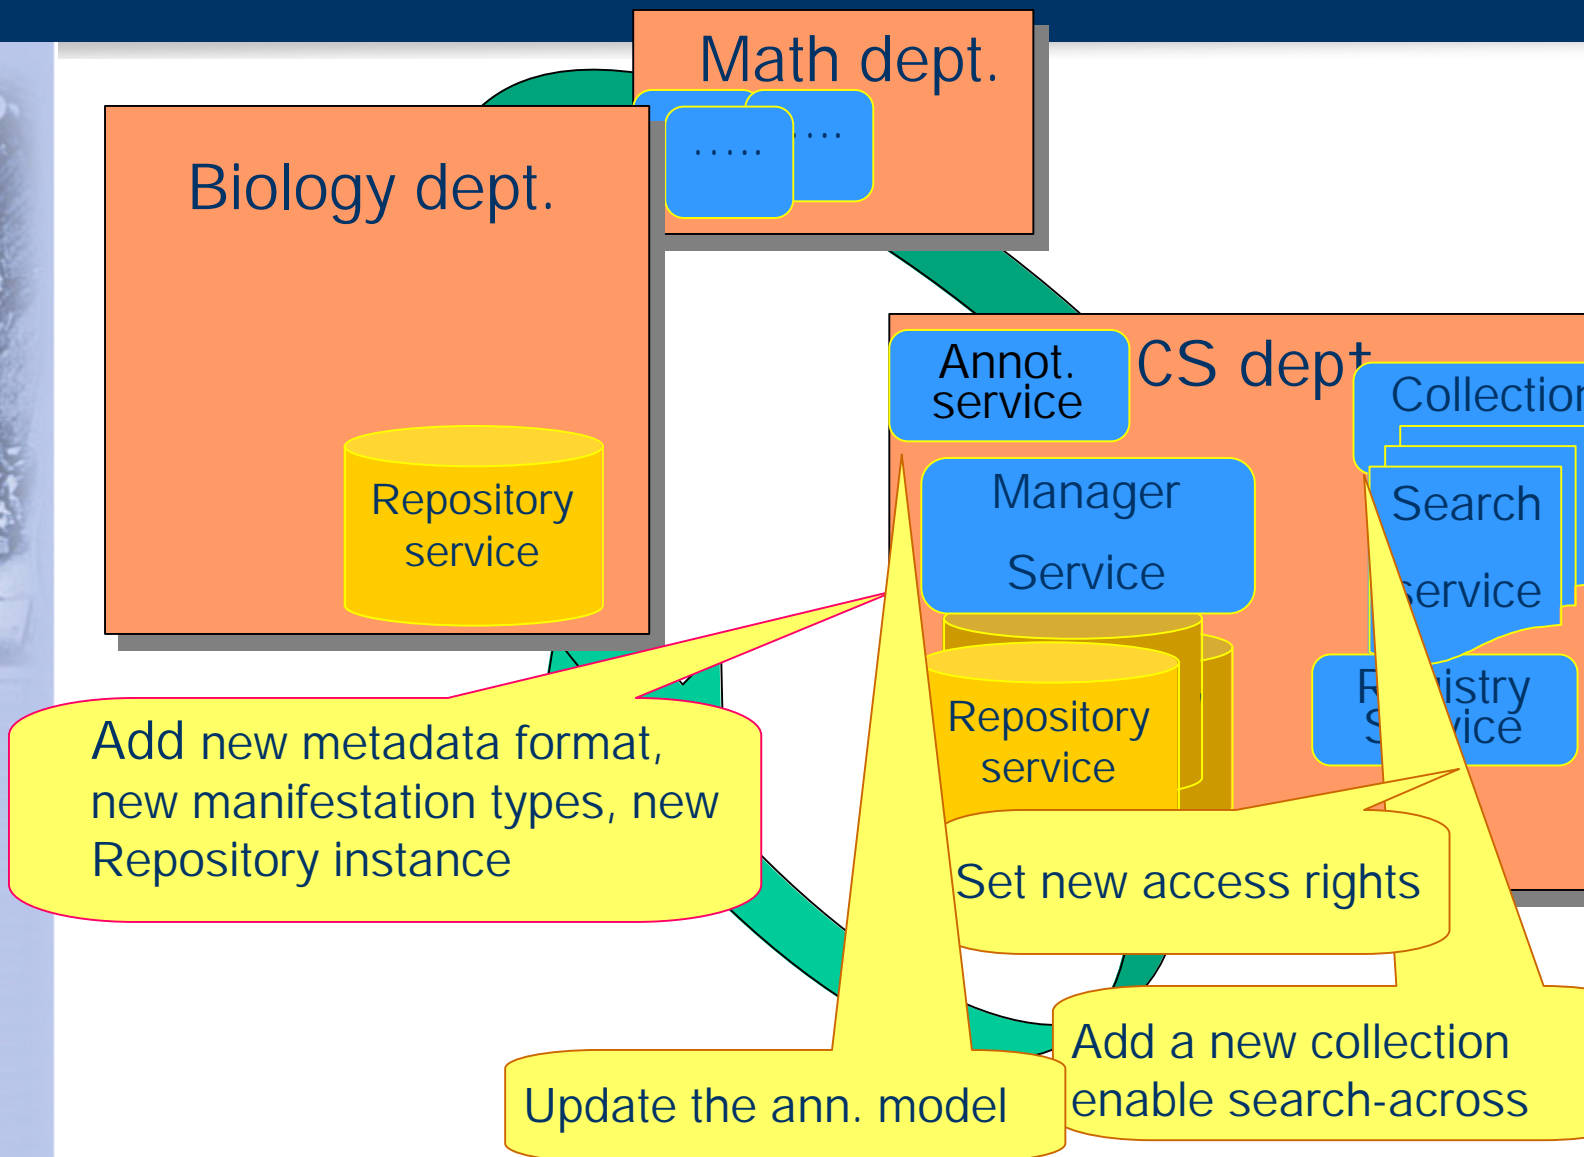 Math dept.
.....
....
Biology dept.
Repository
service
CS dept
Annot.
service
Collection
Manager
Service
Search
service
Repository
service
Service
Add new metadata format,
new manifestation types, new
Repository instance
Set new access rights
Add a new collection
enable search-across
Update the ann. model